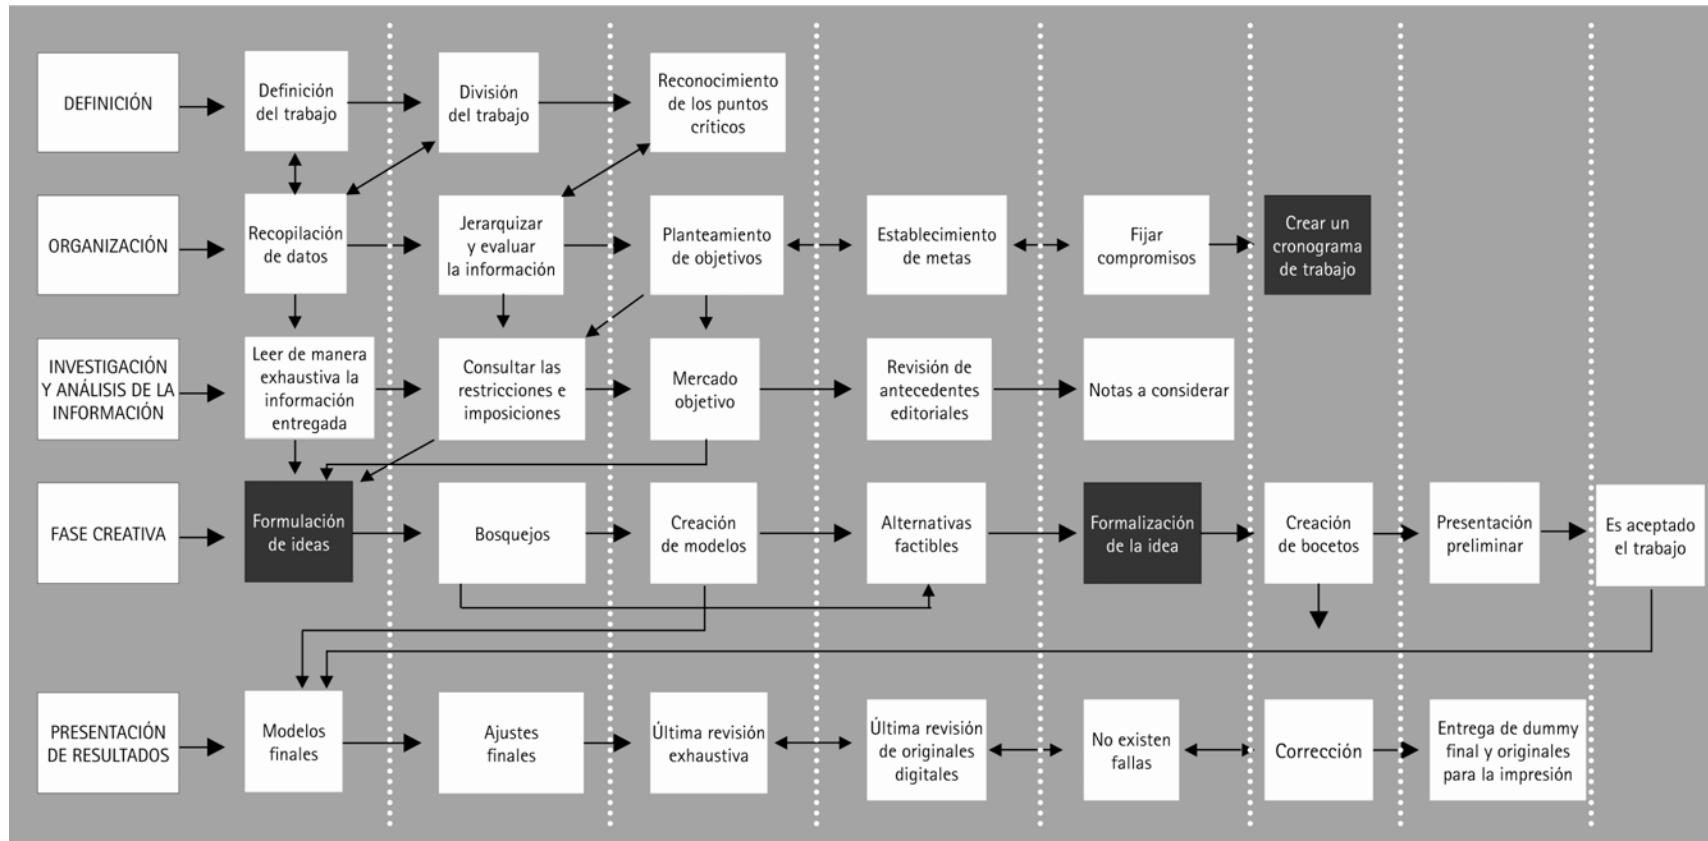 DEFINICIÓN
Definición
del trabajo
División
del trabajo
Reconocimiento
de los puntos
críticos
ORGANIZACIÓN
Recopilación
de datos
Jerarquizar
y evaluar
la información
Planteamiento
de objetivos
Establecimiento
de metas
Fijar
compromisos
Crear un
cronograma
de trabajo
INVESTIGACIÓN
Y ANÁLISIS DE LA
INFORMACIÓN
Leer de manera
exhaustiva la
información
entregada
Consultar las
restricciones e
imposiciones
Mercado
objetivo
Revisión de
antecedentes
editoriales
Notas a considerar
FASE CREATIVA
Formulación
de ideas
Bosquejos
Creación
de modelos
Alternativas
factibles
Formalización
de la idea
Creación
de bocetos
Presentación
preliminar
Es aceptado
el trabajo
PRESENTACIÓN
DE RESULTADOS
Modelos
finales
Ajustes
finales
Última revisión
exhaustiva
Última revisión
de originales
digitales
No existen
fallas
Corrección
Entrega de dummy
final y originales
para la impresión